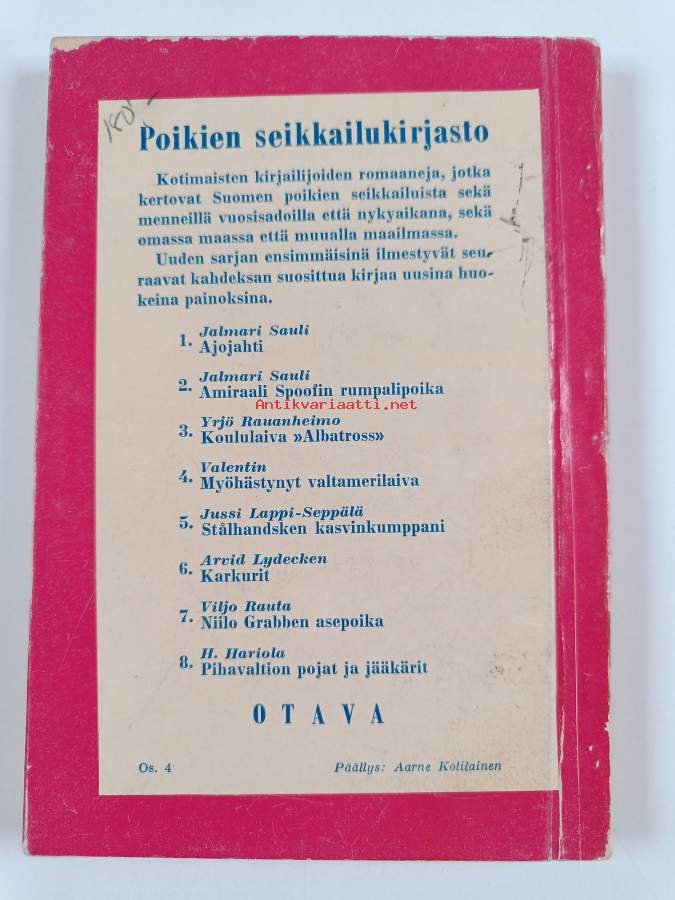 180,-
Poikien seikkailukirjasto
Kotimaisten kirjailijoiden romaaneja, jotka
kertovat Suomen poikien seikkailuista sekä
menneillä vuosisadoilla että nykyaikana, sekä
omassa maassa että muualla maailmassa.
Uuden sarjan ensimmäisinä ilmestyvät seu-
raavat kahdeksan suosittua kirjaa uusina huo-
keina painoksina.
1. Jalmari Sauli
Ajojahti
2. Jalmari Sauli
Amiraali Spoofin rumpalipoika
Antikvariaatti.net
3. Yrjö Rauanheimo
Koululaiva »Albatross»
4. Valentin
Myöhästynyt valtamerilaiva
5. Jussi Lappi-Seppälä
Stålhandsken kasvinkumppani
6. Arvid Lydecken
Karkurit
7. Viljo Rauta
Niilo Grabben asepoika
8. H. Hariola
Pihavaltion pojat ja jääkärit
OTAVA
Os. 4
Päällys: Aarne Kotilainen